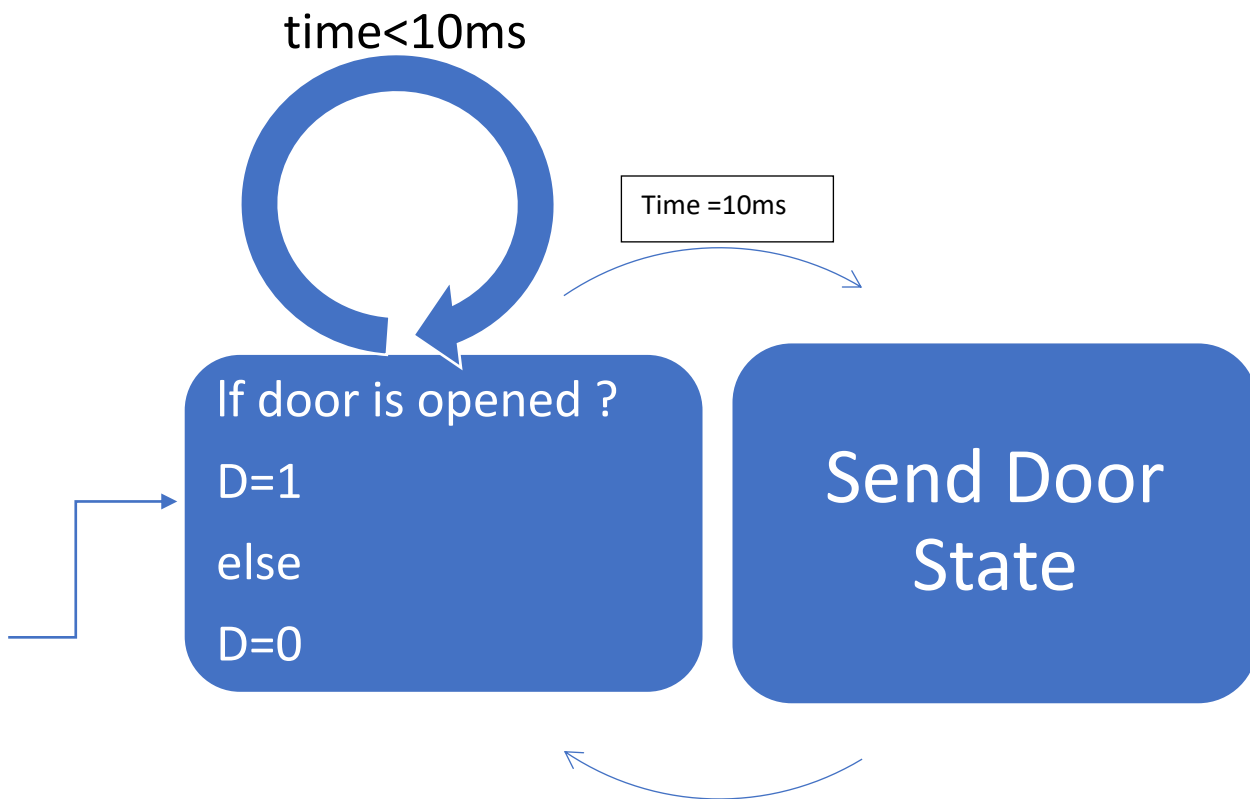 time<10ms
Time =10ms
If door is opened ?
D=1
else
D=0
Send Door
State